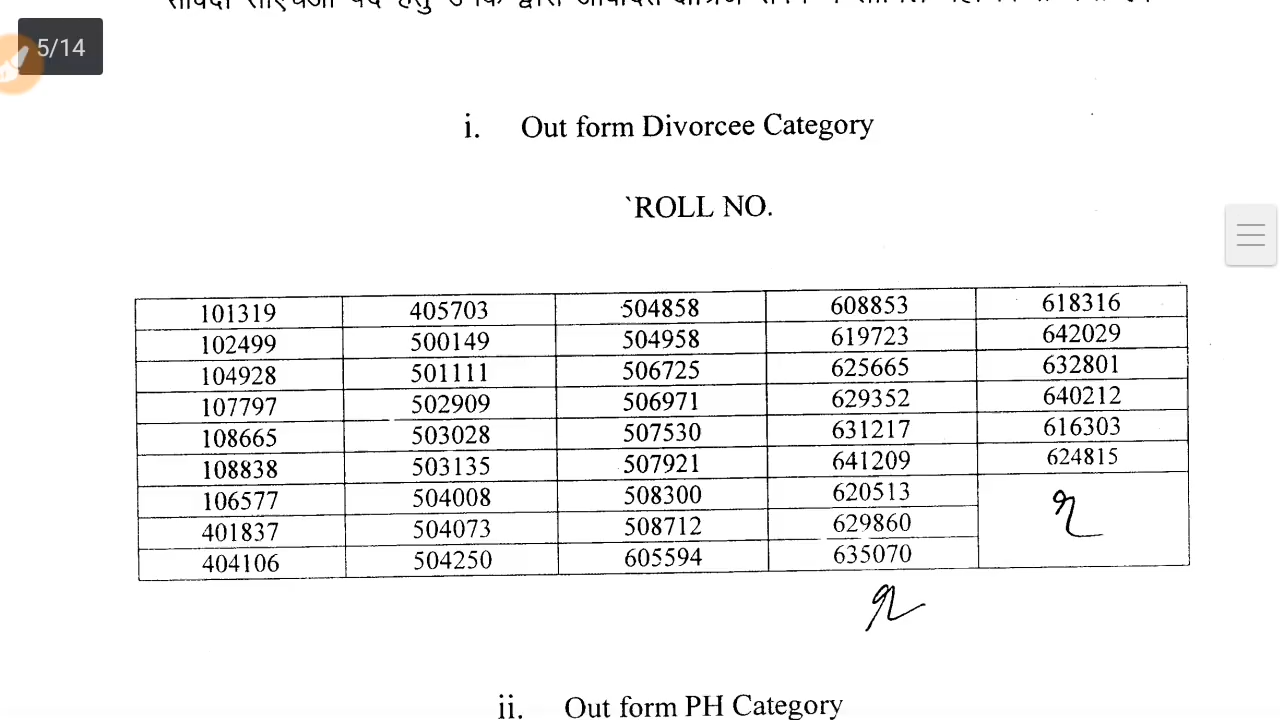 5/14
i. Out form Divorcee Category
`ROLL NO.
101319 405703 504858 608853 618316
102499 500149 504958 619723 642029
104928 501111 506725 625665 632801
107797 502909 506971 629352 640212
108665 503028 507530 631217 616303
108838 503135 507921 641209 624815
106577 504008 508300 620513
401837 504073 508712 629860
404106 504250 605594 635070
ii. Out form PH Category